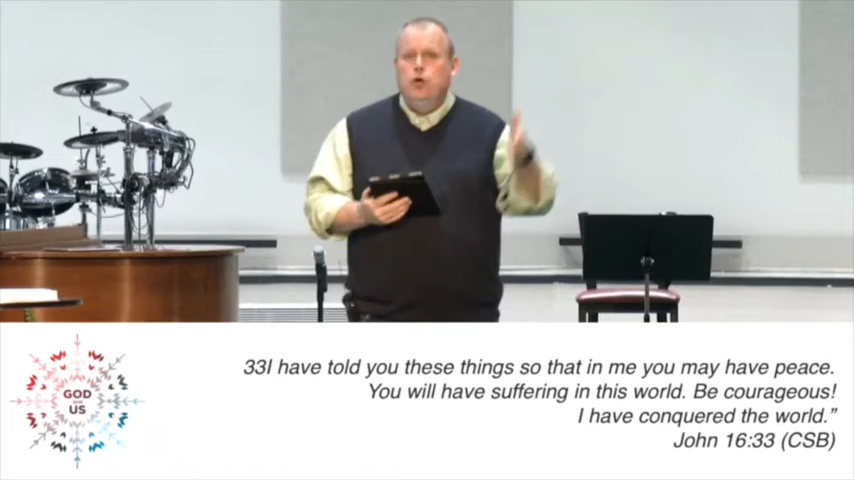 GOD
US
33I have told you these things so that in me you may have peace.
You will have suffering in this world. Be courageous!
I have conquered the world.”
John 16:33 (CSB)